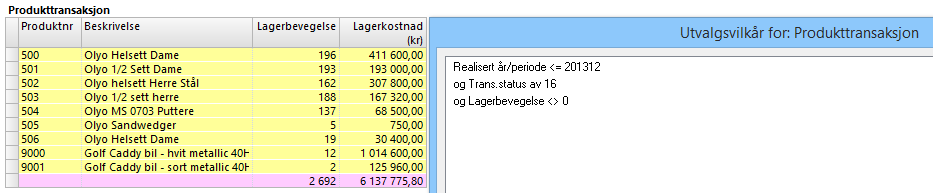 Produkttransaksjon
Produktnr Beskrivelse Lagerbevegelse Lagerkostnad (kr)
500 Olyo Helsett Dame 196 411 600,00
501 Olyo 1/2 Sett Dame 193 193 000,00
502 Olyo helsett Herre Stål 162 307 800,00
503 Olyo 1/2 sett herre 188 167 320,00
504 Olyo MS 0703 Puttere 137 68 500,00
505 Olyo Sandwedger 5 750,00
506 Olyo Helsett Dame 19 30 400,00
9000 Golf Caddy bil - hvit metallic 40H 12 1 014 600,00
9001 Golf Caddy bil - sort metallic 40H 2 125 960,00
2 692 6 137 775,80
Utvalgsvilkår for: Produkttransaksjon
Realisert år/periode <= 201312
og Trans.status av 16
og Lagerbevegelse <> 0